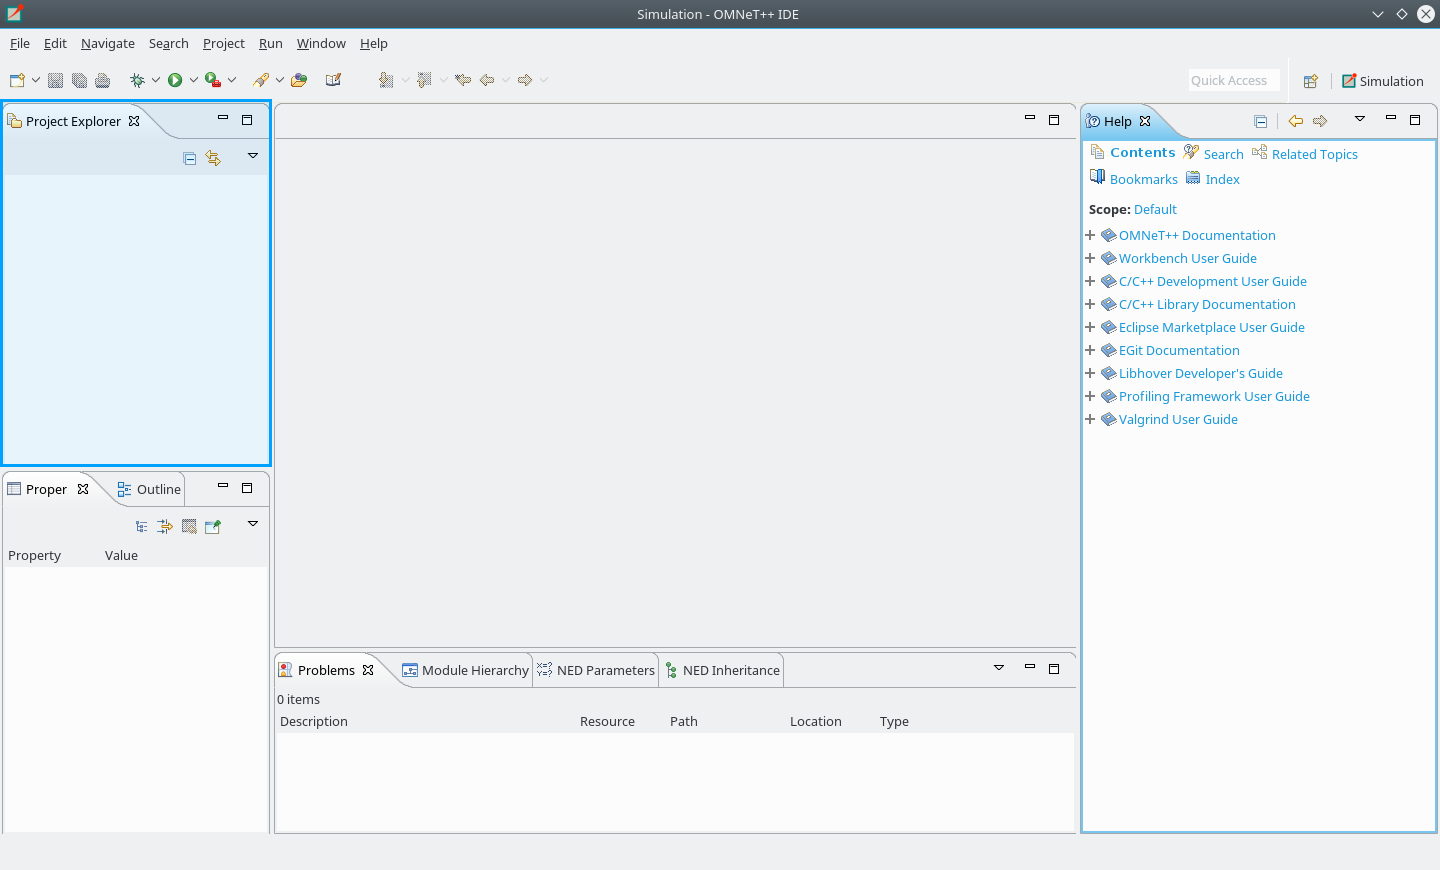 Simulation - OMNeT++ IDE
File Edit Navigate Search Project Run Window Help
Quick Access Simulation
Project Explorer
Proper Outline
Property Value
Problems Module Hierarchy NED Parameters NED Inheritance
0 items
Description Resource Path Location Type
Help
Contents Search Related Topics
Bookmarks Index
Scope: Default
OMNeT++ Documentation
Workbench User Guide
C/C++ Development User Guide
C/C++ Library Documentation
Eclipse Marketplace User Guide
EGit Documentation
Libhover Developer's Guide
Profiling Framework User Guide
Valgrind User Guide